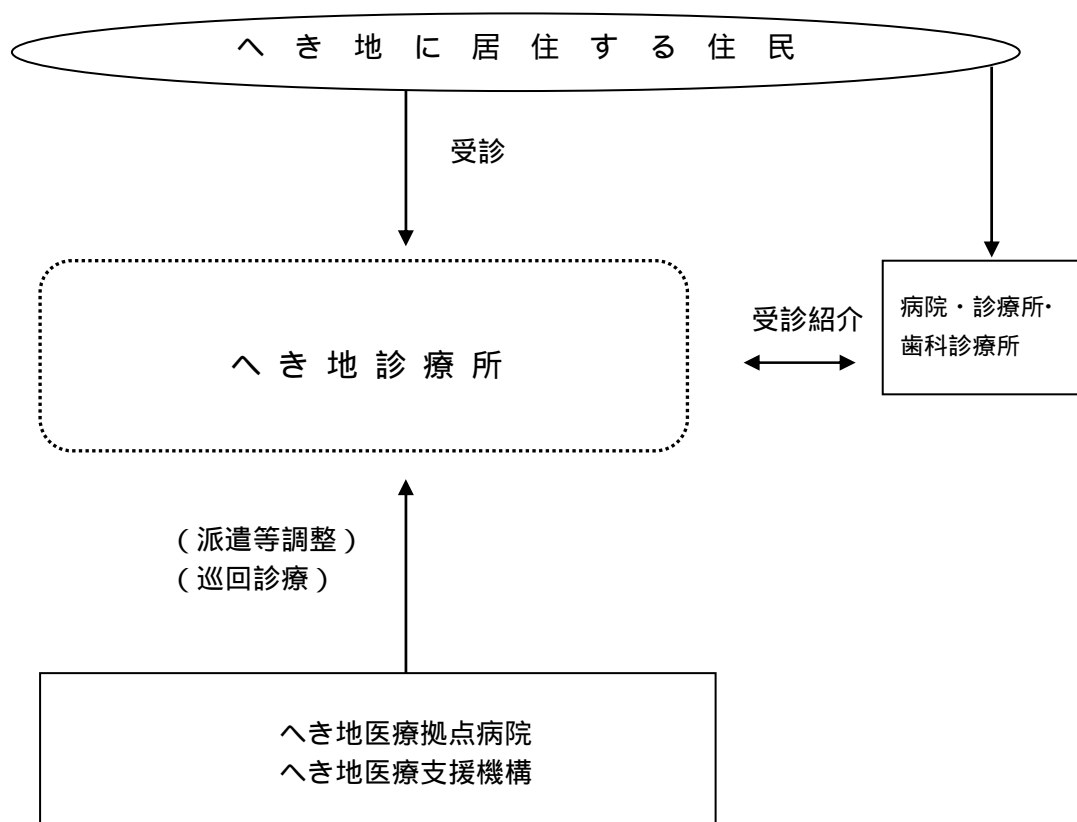 へき地に居住する住民
受診
病院・診療所・
歯科診療所
受診紹介
へき地診療所
（派遣等調整）
（巡回診療）
へき地医療拠点病院
へき地医療支援機構